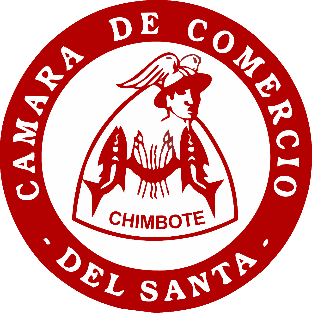 CAMARA DE COMERCIO
CHIMBOTE
- DEL SANTA -